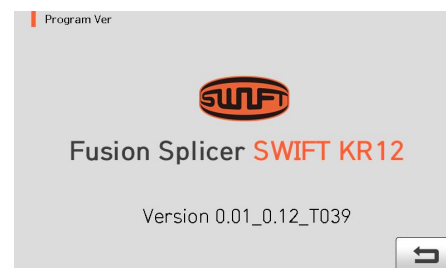 Program Ver
SWIFT
Fusion Splicer SWIFT KR12
Version 0.01_0.12_T039